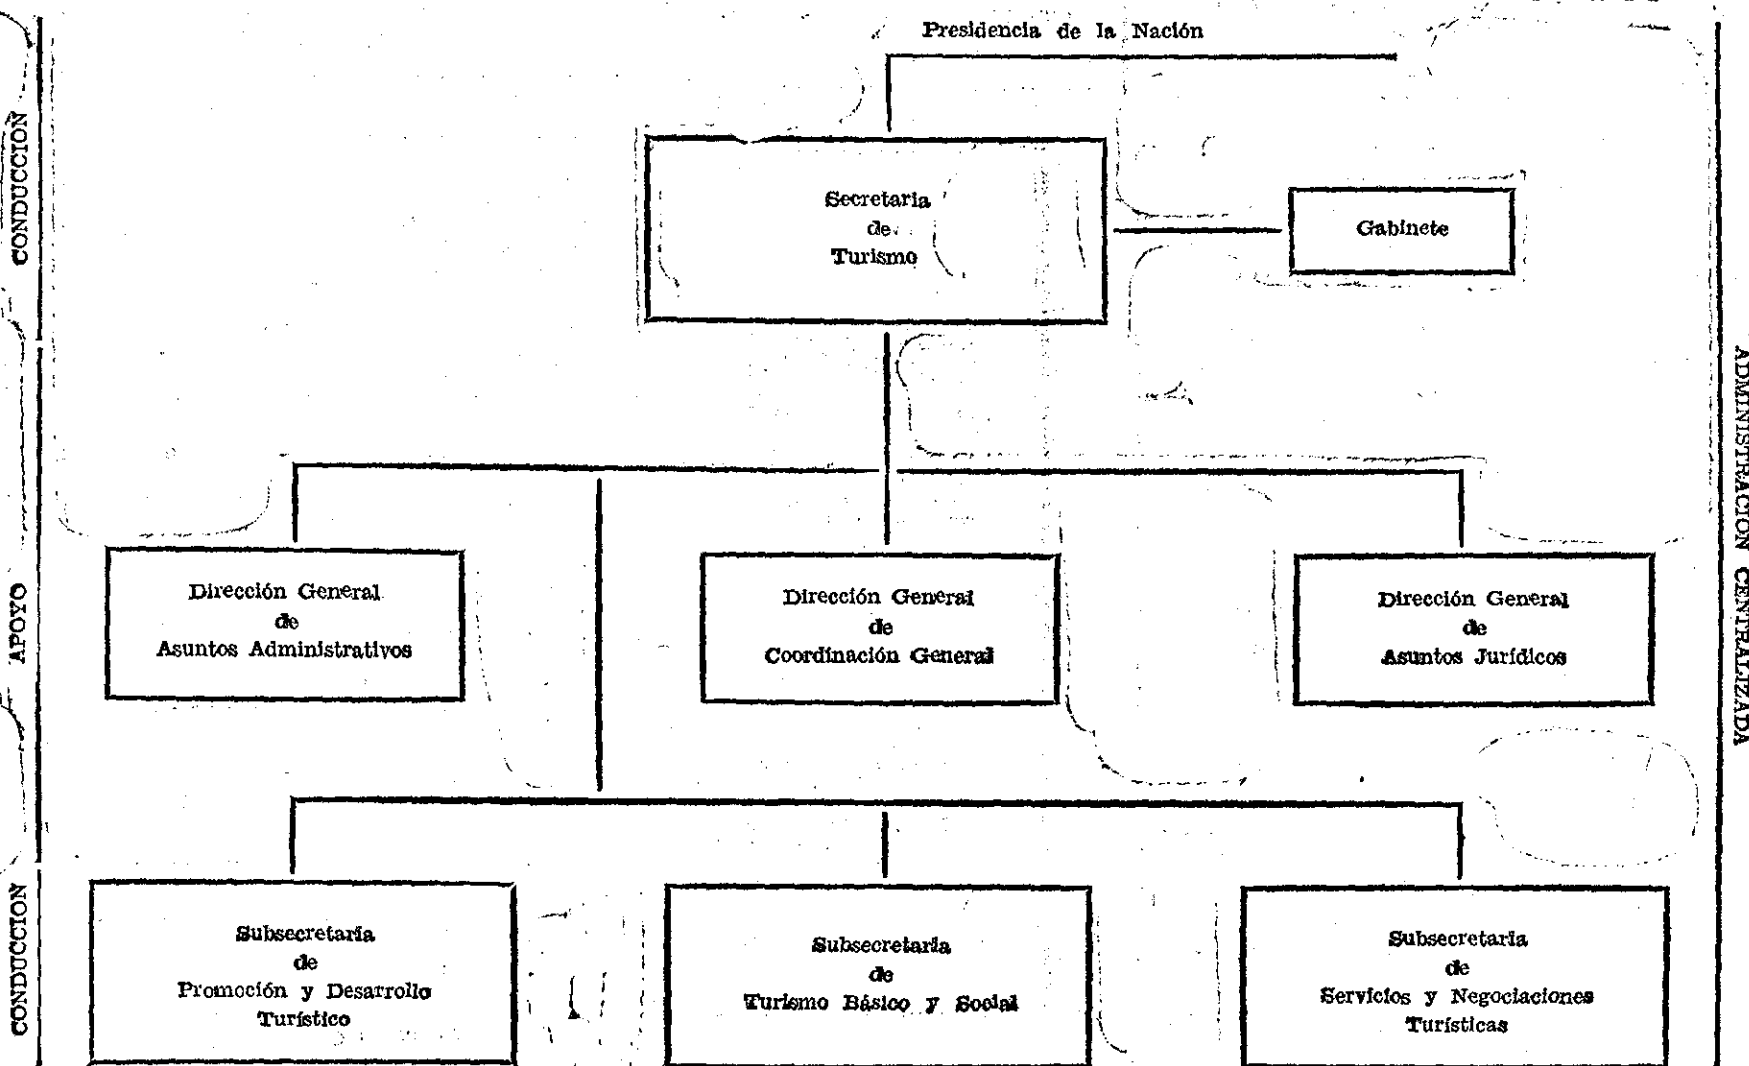 Presidencia de la Nación
CONDUCCION
Secretaria
de
Turismo
Gabinete
APOYO
Dirección General
de
Asuntos Administrativos
Dirección General
de
Coordinación General
Dirección General
de
Asuntos Jurídicos
CONDUCCION
Subsecretaría
de
Promoción y Desarrollo
Turístico
Subsecretaria
de
Turismo Básico y Social
Subsecretaria
de
Servicios y Negociaciones
Turísticas
ADMINISTRACION CENTRALIZADA